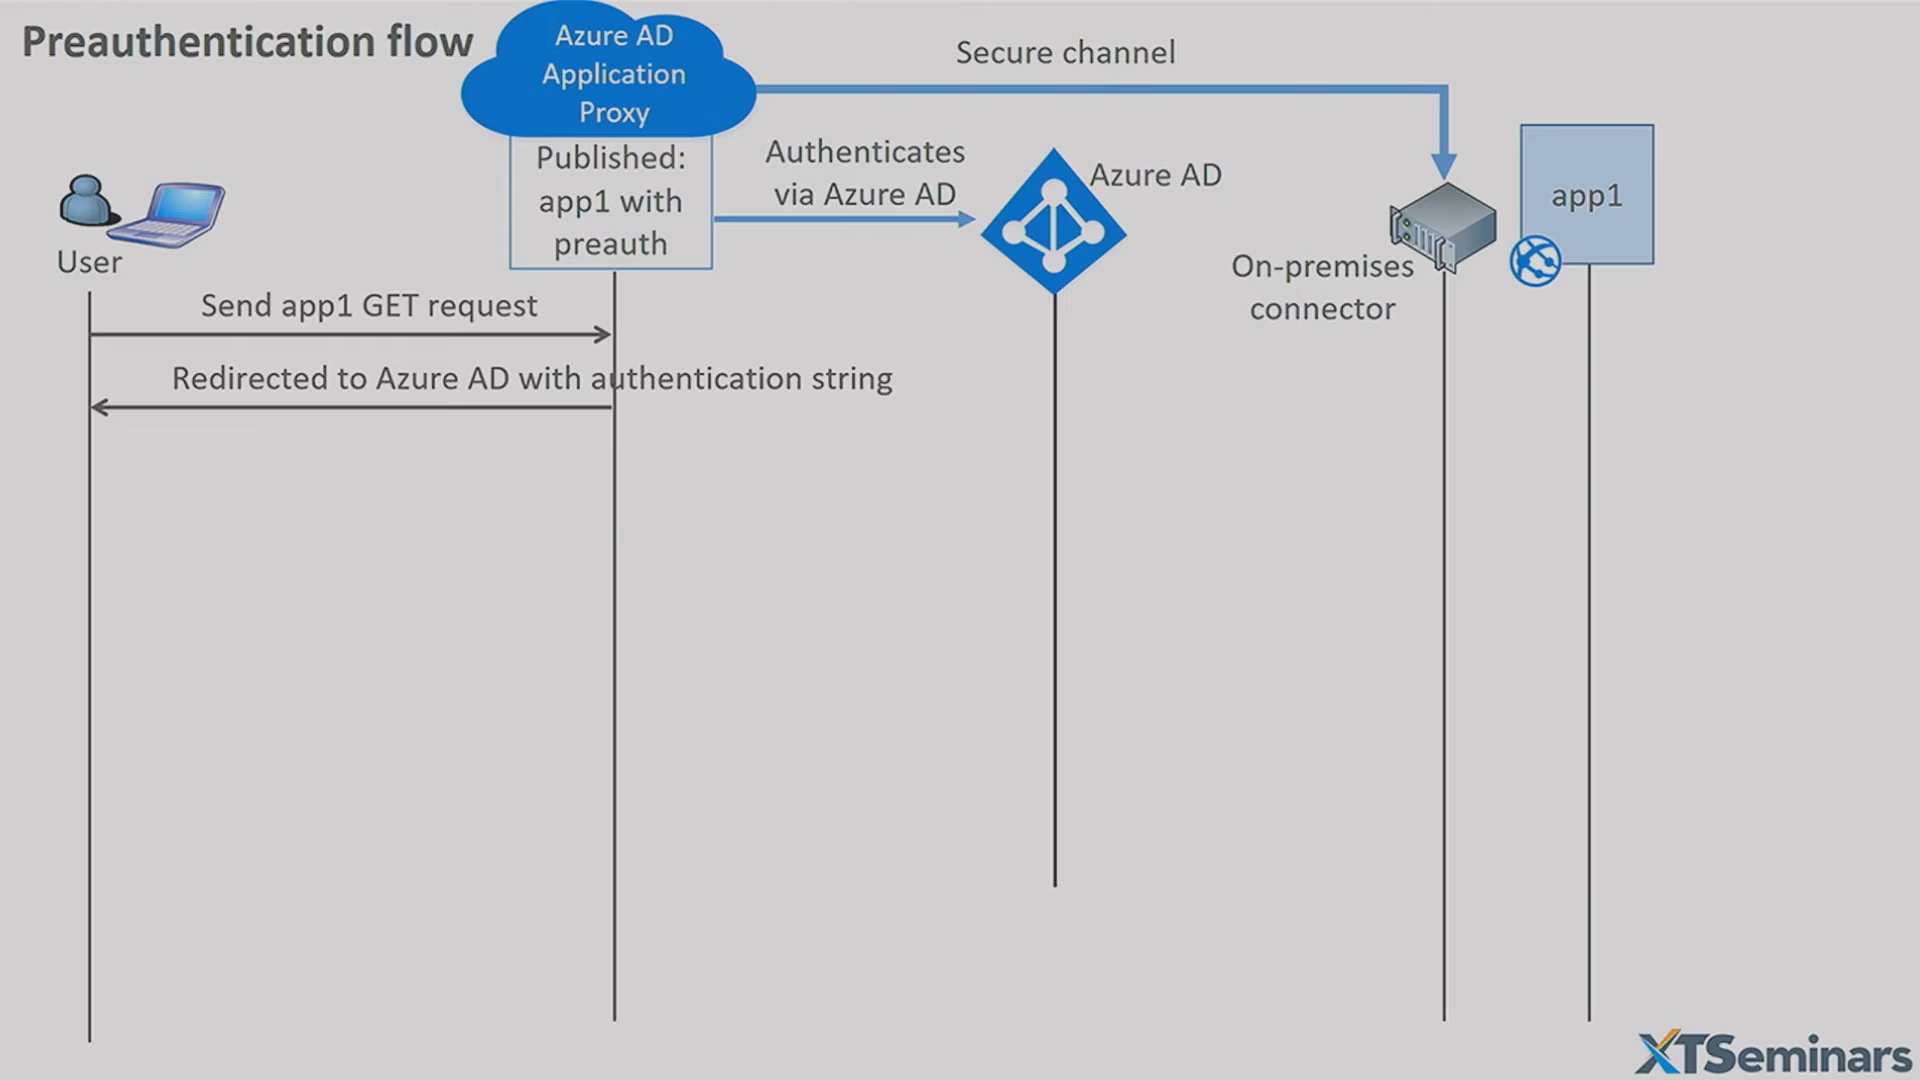 Preauthentication flow
Azure AD
Application
Proxy
Secure channel
Published:
app1 with
preauth
Authenticates
via Azure AD
Azure AD
app1
User
On-premises
connector
Send app1 GET request
Redirected to Azure AD with authentication string
XTSeminars